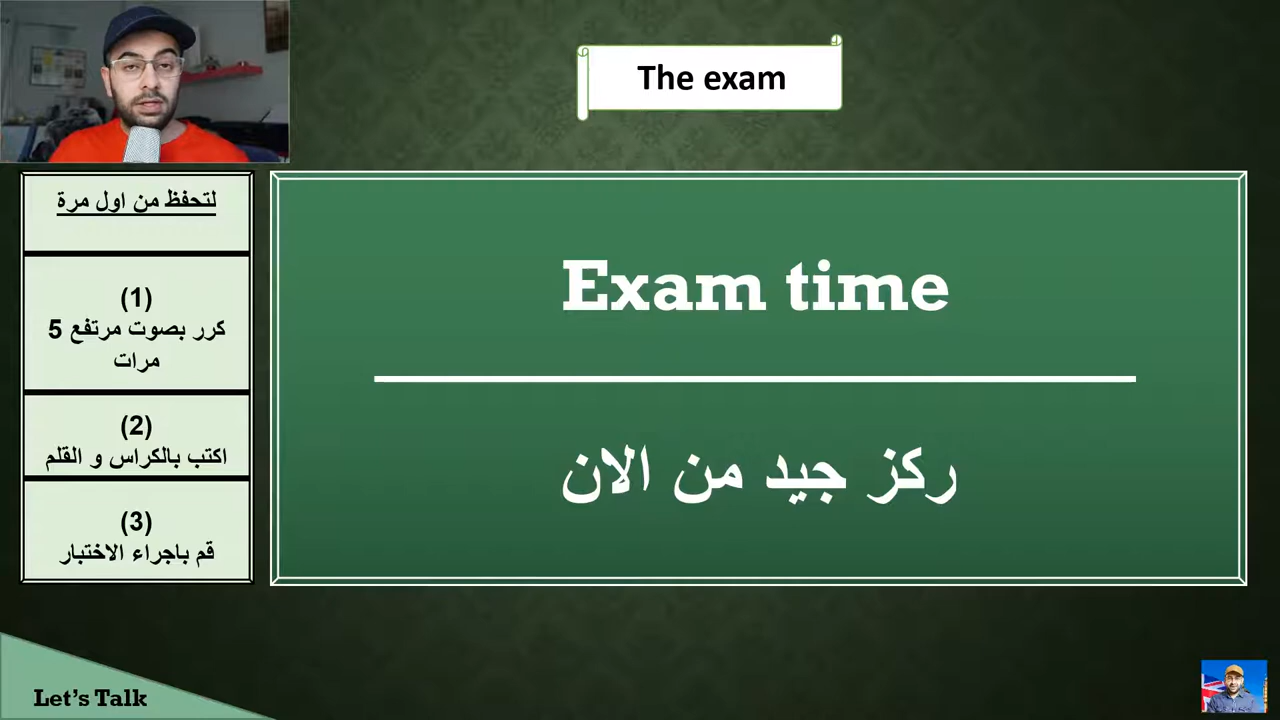 The exam
لتحفظ من اول مرة
(1)
كرر بصوت مرتفع 5
مرات
(2)
اكتب بالكراس و القلم
(3)
قم باجراء الاختبار
Exam time
ركز جيد من الان
Let's Talk